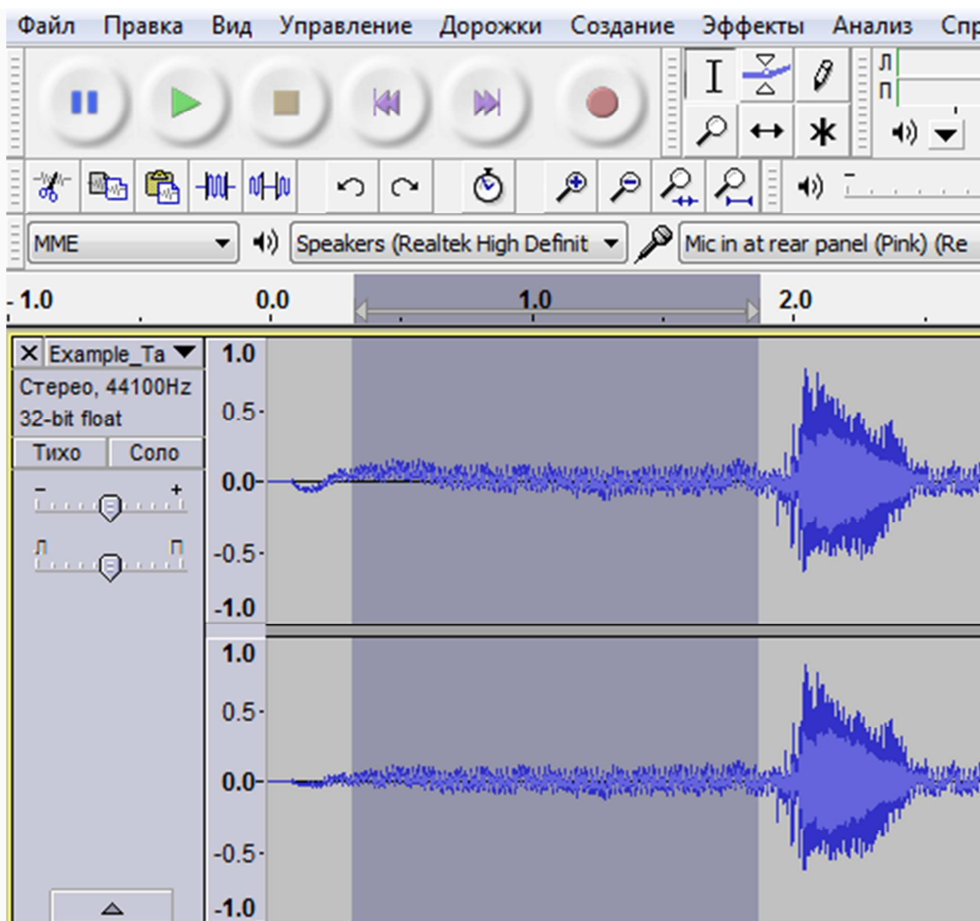 Файл Правка Вид Управление Дорожки Создание Эффекты Анализ Спр
Л
П
MME Speakers (Realtek High Definit Mic in at rear panel (Pink) (Re
- 1.0 0.0 1.0 2.0
X Example_Ta 1.0
Стерео, 44100Hz
32-bit float 0.5-
Тихо Соло
0.0-
- +
Л П
-0.5-
-1.0
1.0
0.5-
0.0-
-0.5-
-1.0